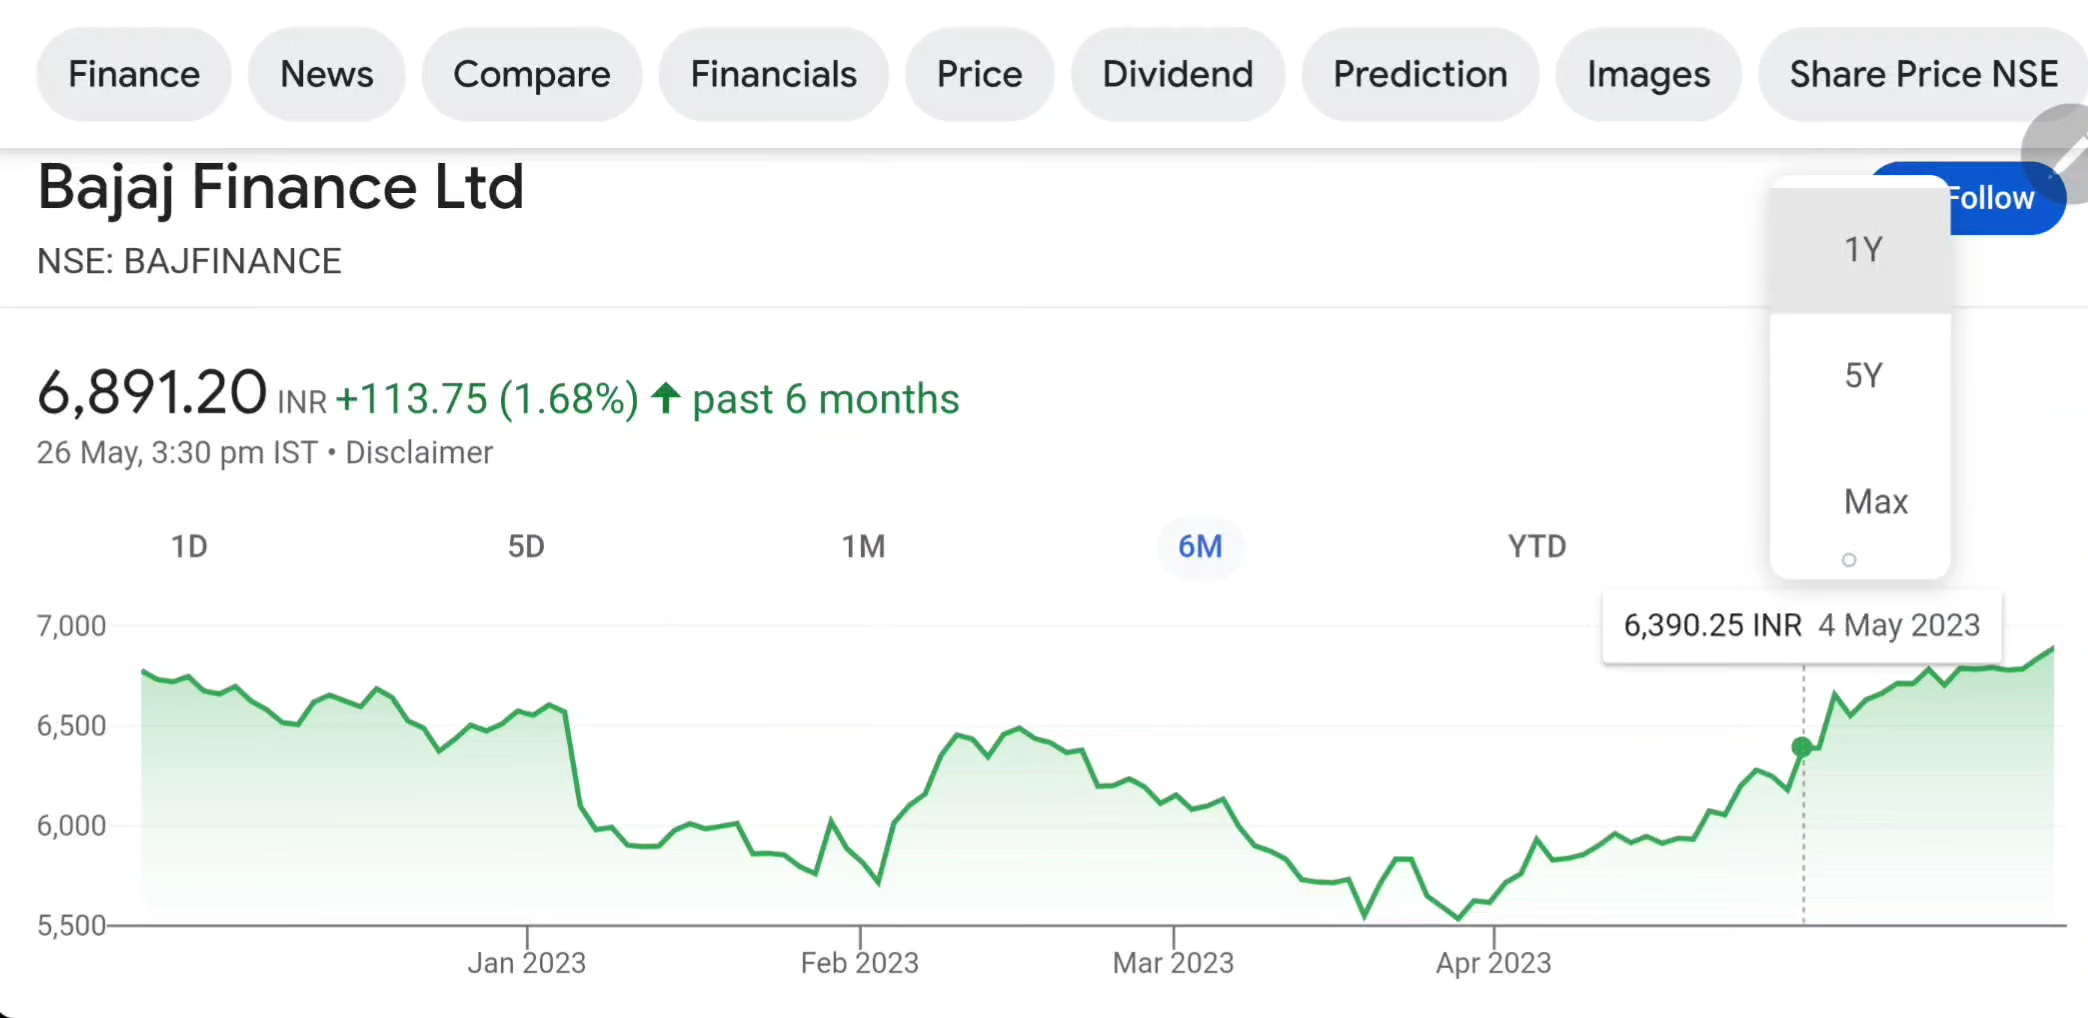 Finance News Compare Financials Price Dividend Prediction Images Share Price NSE
Bajaj Finance Ltd
Follow
NSE: BAJFINANCE
1Y
5Y
Max
6,891.20 INR +113.75 (1.68%) ↑ past 6 months
26 May, 3:30 pm IST • Disclaimer
1D 5D 1M 6M YTD
6,390.25 INR 4 May 2023
7,000
6,500
6,000
5,500
Jan 2023 Feb 2023 Mar 2023 Apr 2023